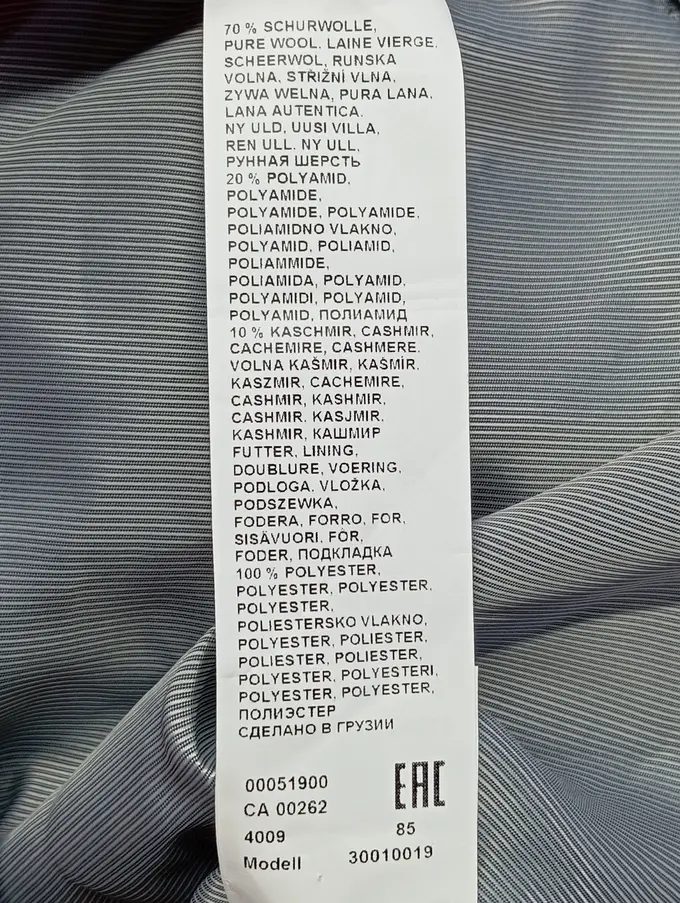 70 % SCHURWOLLE,
PURE WOOL. LAINE VIERGE.
SCHEERWOL, RUNSKA
VOLNA, STŘIŽNÍ VLNA,
ZYWA WELNA, PURA LANA,
LANA AUTENTICA.
NY ULD, UUSI VILLA,
REN ULL. NY ULL,
РУННАЯ ШЕРСТЬ
20 % POLYAMID,
POLYAMIDE,
POLYAMIDE, POLYAMIDE,
POLIAMIDNO VLAKNO,
POLYAMID, POLIAMID,
POLIAMMIDE,
POLIAMIDA, POLYAMID.
POLYAMIDI, POLYAMID,
POLYAMID, ПОЛИАМИД
10 % KASCHMIR, CASHMIR,
CACHEMIRE, CASHMERE.
VOLNA KAŠMIR, KAŠMÍR.
KASZMIR, CACHEMIRE,
CASHMIR, KASHMIR,
CASHMIR. KASJMIR.
KASHMIR, КАШМИР
FUTTER, LINING,
DOUBLURE, VOERING,
PODLOGA, VLOŽKA,
PODSZEWKA,
FODERA, FORRO, FOR,
SISÄVUORI. FÔR,
FODER, ПОДКЛАДКА
100 % POLYESTER,
POLYESTER, POLYESTER,
POLYESTER,
POLIESTERSKO VLAKNO,
POLYESTER, POLIESTER,
POLIESTER, POLIESTER,
POLYESTER, POLYESTERI,
POLYESTER, POLYESTER,
ПОЛИЭСТЕР
СДЕЛАНО В ГРУЗИИ
00051900 EAC
CA 00262
4009 85
Modell 30010019